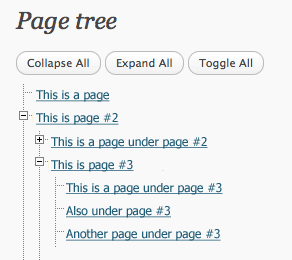 Page tree
Collapse All Expand All Toggle All
This is a page
This is page #2
This is a page under page #2
This is page #3
This is a page under page #3
Also under page #3
Another page under page #3